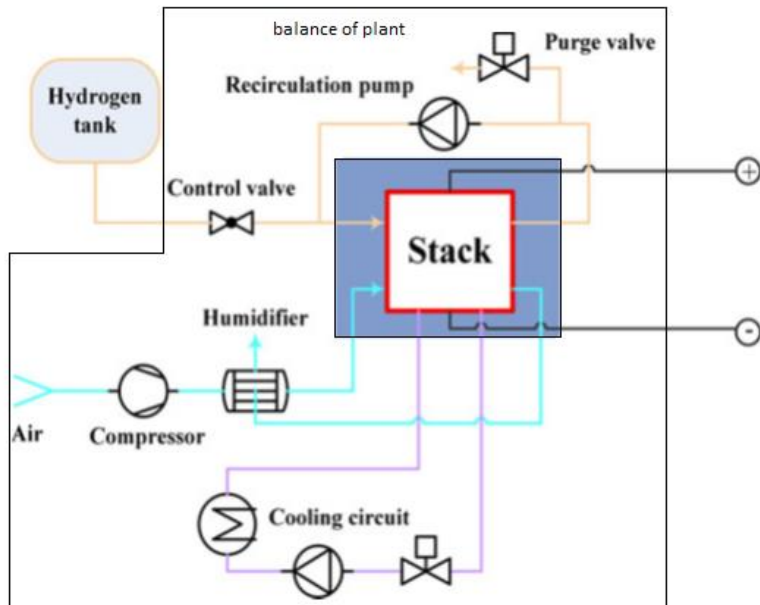 balance of plant
Purge valve
Recirculation pump
Hydrogen
tank
Control valve
+
Stack
Humidifier
-
Air
Compressor
Cooling circuit